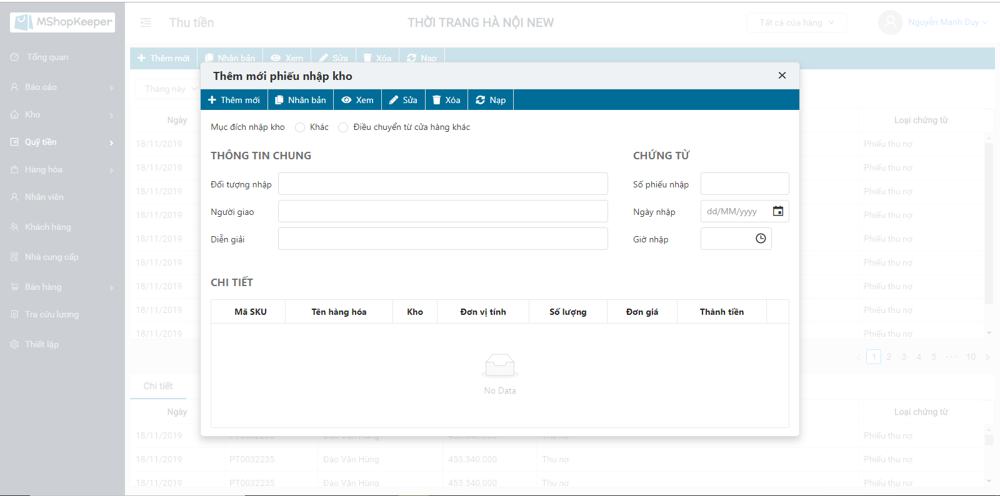 MShopKeeper
Thu tiền
THỜI TRANG HÀ NỘI NEW
Tất cả cửa hàng
Nguyễn Mạnh Duy
Tổng quan
Báo cáo
Kho
Quỹ tiền
Hàng hóa
Nhân viên
Khách hàng
Nhà cung cấp
Bán hàng
Tra cứu lương
Thiết lập
Thêm mới
Nhân bản
Xem
Sửa
Xóa
Nạp
Tháng này
Thêm mới phiếu nhập kho
Thêm mới
Nhân bản
Xem
Sửa
Xóa
Nạp
Mục đích nhập kho
Khác
Điều chuyển từ cửa hàng khác
THÔNG TIN CHUNG
CHỨNG TỪ
Đối tượng nhập
Số phiếu nhập
Người giao
Ngày nhập
dd/MM/yyyy
Diễn giải
Giờ nhập
CHI TIẾT
Mã SKU
Tên hàng hóa
Kho
Đơn vị tính
Số lượng
Đơn giá
Thành tiền
No Data
Ngày
Loại chứng từ
18/11/2019
Phiếu thu nợ
18/11/2019
Phiếu thu nợ
18/11/2019
Phiếu thu nợ
18/11/2019
Phiếu thu nợ
18/11/2019
Phiếu thu nợ
18/11/2019
Phiếu thu nợ
18/11/2019
Phiếu thu nợ
18/11/2019
Phiếu thu nợ
18/11/2019
Phiếu thu nợ
1 2 3 4 5 ··· 10
Chi tiết
Ngày
Loại chứng từ
18/11/2019 PT0032235 Đào Văn Hùng 453.340.000 Thu nợ Phiếu thu nợ
18/11/2019 PT0032235 Đào Văn Hùng 453.340.000 Thu nợ Phiếu thu nợ
18/11/2019 PT0032235 Đào Văn Hùng 453.340.000 Thu nợ Phiếu thu nợ